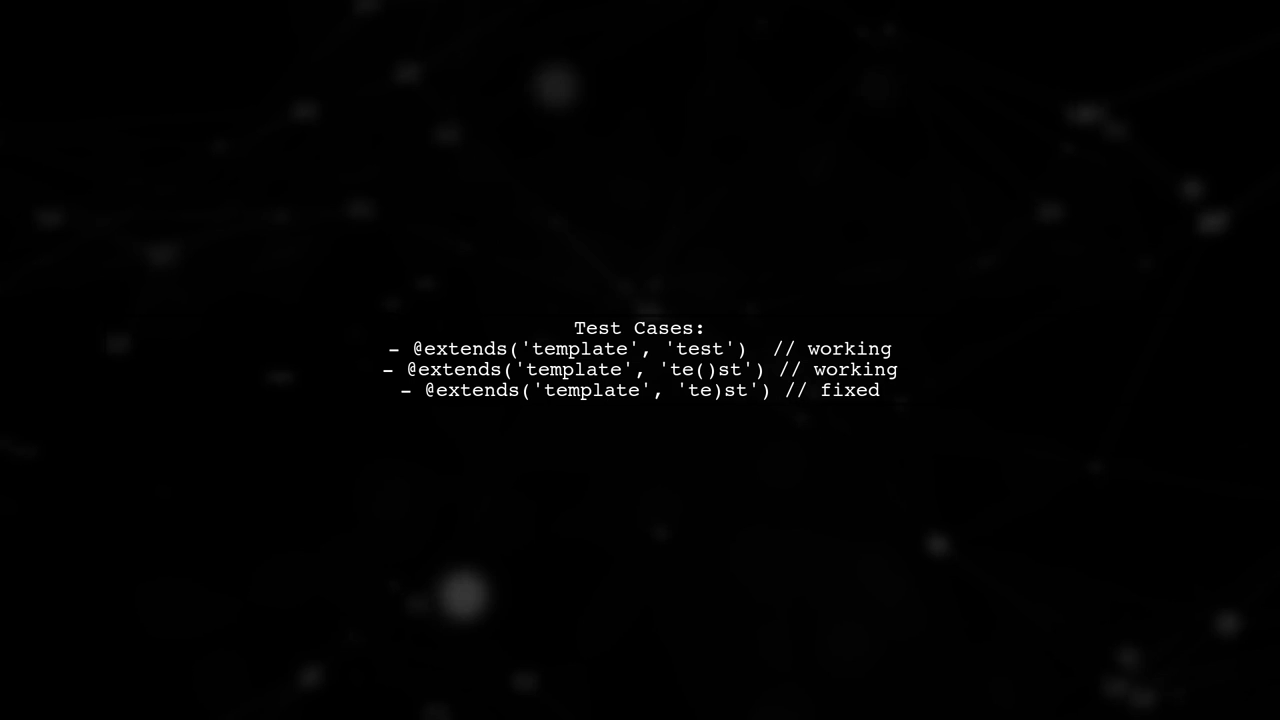 Test Cases:
- @extends('template', 'test')  // working
- @extends('template', 'te()st') // working
- @extends('template', 'te)st') // fixed